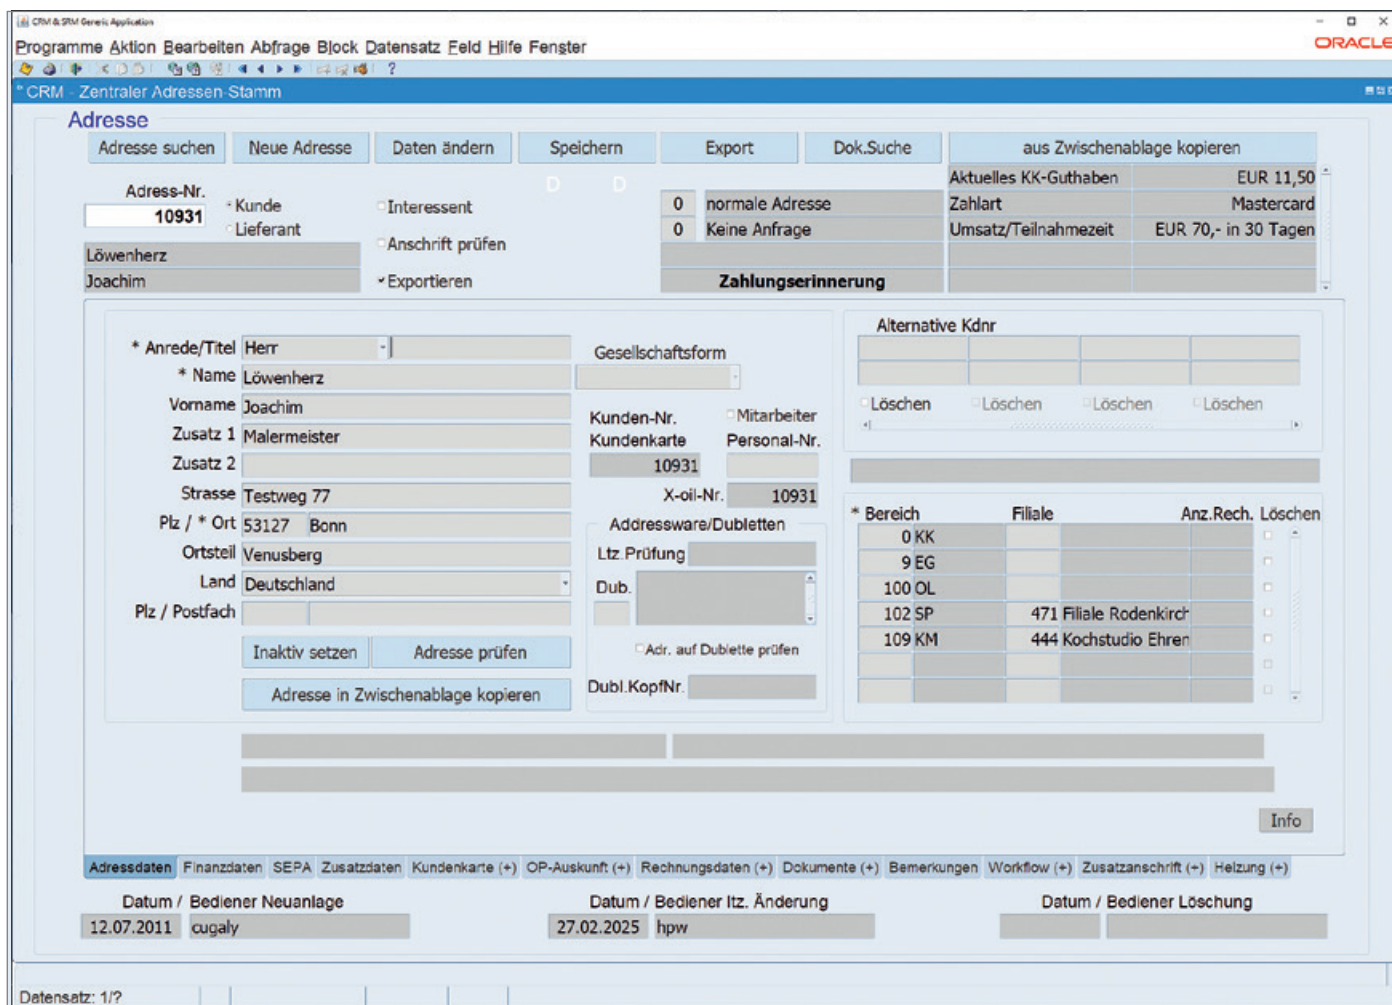 CRM & SRM Generic Application
Programme Aktion Bearbeiten Abfrage Block Datensatz Feld Hilfe Fenster
ORACLE
?
CRM - Zentraler Adressen-Stamm
Adresse
Adresse suchen Neue Adresse Daten ändern Speichern Export Dok.Suche aus Zwischenablage kopieren
D D
Aktuelles KK-Guthaben EUR 11,50
Adress-Nr.
10931
Kunde
Lieferant
Interessent
Anschrift prüfen
Exportieren
0 normale Adresse
0 Keine Anfrage
Zahlungserinnerung
Zahlart Mastercard
Umsatz/Teilnahmezeit EUR 70,- in 30 Tagen
Löwenherz
Joachim
* Anrede/Titel Herr
* Name Löwenherz
Vorname Joachim
Zusatz 1 Malermeister
Zusatz 2
Strasse Testweg 77
Plz / * Ort 53127 Bonn
Ortsteil Venusberg
Land Deutschland
Plz / Postfach
Inaktiv setzen Adresse prüfen
Adresse in Zwischenablage kopieren
Gesellschaftsform
Kunden-Nr. Mitarbeiter
Kundenkarte Personal-Nr.
10931
X-oil-Nr. 10931
Addressware/Dubletten
Ltz.Prüfung
Dub.
Adr. auf Dublette prüfen
Dubl.KopfNr.
Alternative Kdnr
Löschen Löschen Löschen Löschen
* Bereich Filiale Anz.Rech. Löschen
0 KK
9 EG
100 OL
102 SP 471 Filiale Rodenkirch
109 KM 444 Kochstudio Ehren
Info
Adressdaten Finanzdaten SEPA Zusatzdaten Kundenkarte (+) OP-Auskunft (+) Rechnungsdaten (+) Dokumente (+) Bemerkungen Workflow (+) Zusatzanschrift (+) Heizung (+)
Datum / Bediener Neuanlage Datum / Bediener ltz. Änderung Datum / Bediener Löschung
12.07.2011 cugaly 27.02.2025 hpw
Datensatz: 1/?